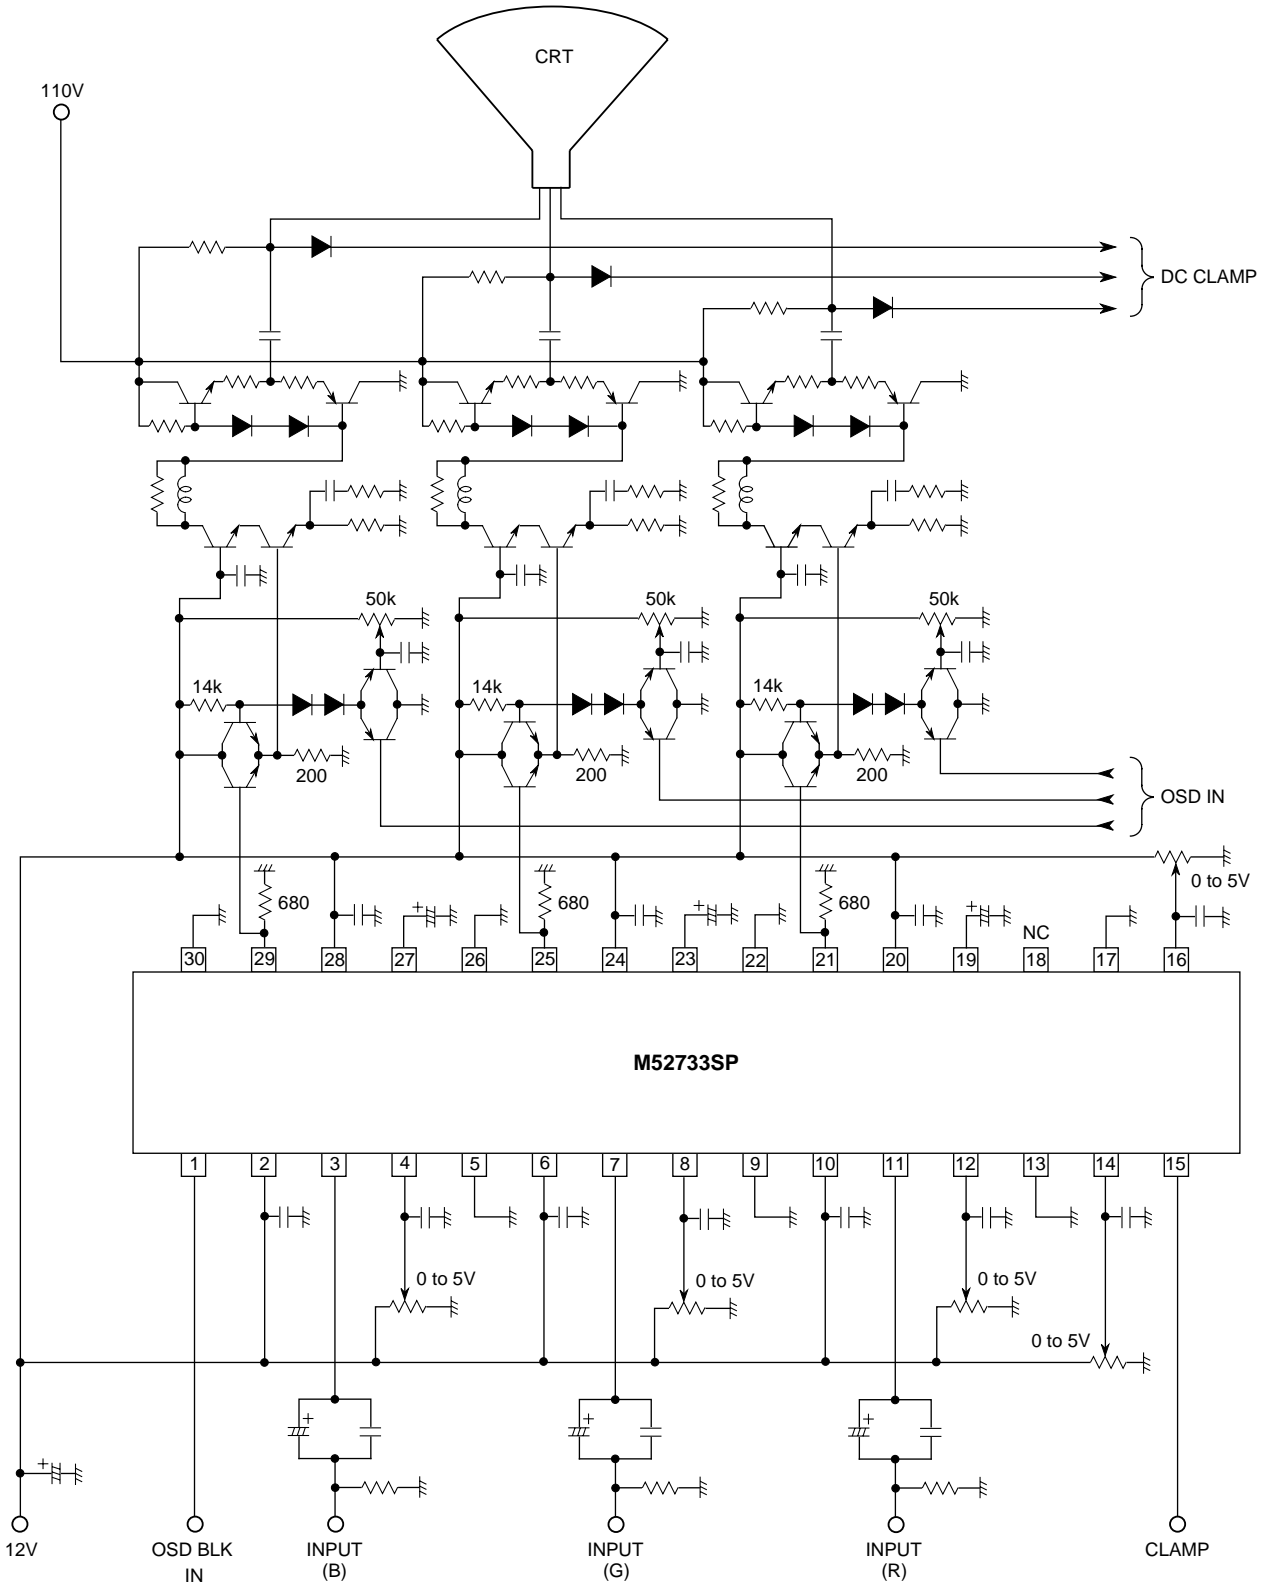 CRT
110V
DC CLAMP
50k 50k 50k
14k 14k 14k
200 200 200
OSD IN
0 to 5V
680 680 680
+ + +
NC
30 29 28 27 26 25 24 23 22 21 20 19 18 17 16
M52733SP
1 2 3 4 5 6 7 8 9 10 11 12 13 14 15
0 to 5V 0 to 5V 0 to 5V
0 to 5V
+ + +
+
12V OSD BLK INPUT INPUT INPUT CLAMP
IN (B) (G) (R)